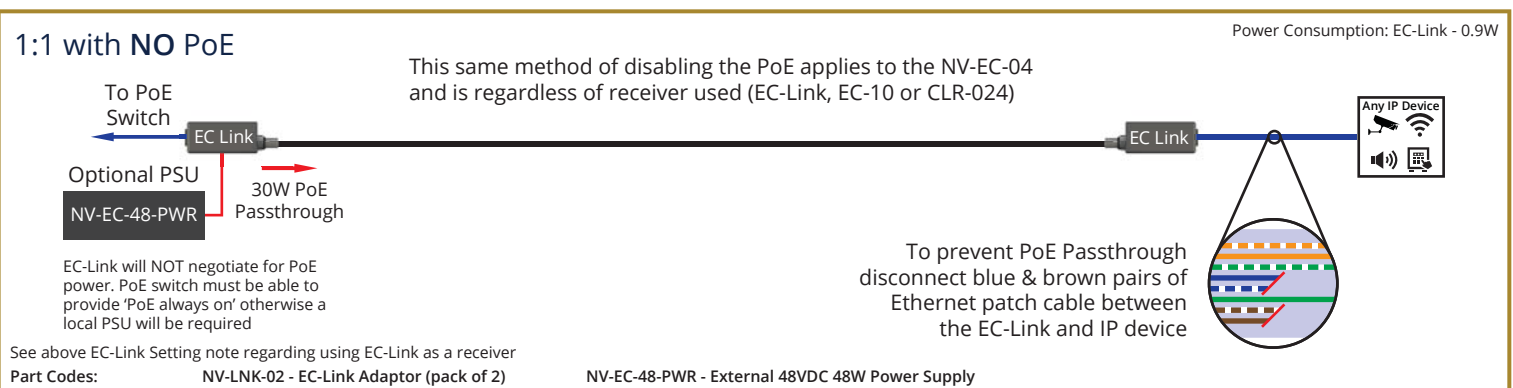 Power Consumption: EC-Link - 0.9W
1:1 with NO PoE
This same method of disabling the PoE applies to the NV-EC-04
and is regardless of receiver used (EC-Link, EC-10 or CLR-024)
To PoE
Switch
EC Link
EC Link
Any IP Device
Optional PSU
NV-EC-48-PWR
30W PoE
Passthrough
EC-Link will NOT negotiate for PoE
power. PoE switch must be able to
provide ‘PoE always on’ otherwise a
local PSU will be required
To prevent PoE Passthrough
disconnect blue & brown pairs of
Ethernet patch cable between
the EC-Link and IP device
See above EC-Link Setting note regarding using EC-Link as a receiver
Part Codes: NV-LNK-02 - EC-Link Adaptor (pack of 2) NV-EC-48-PWR - External 48VDC 48W Power Supply